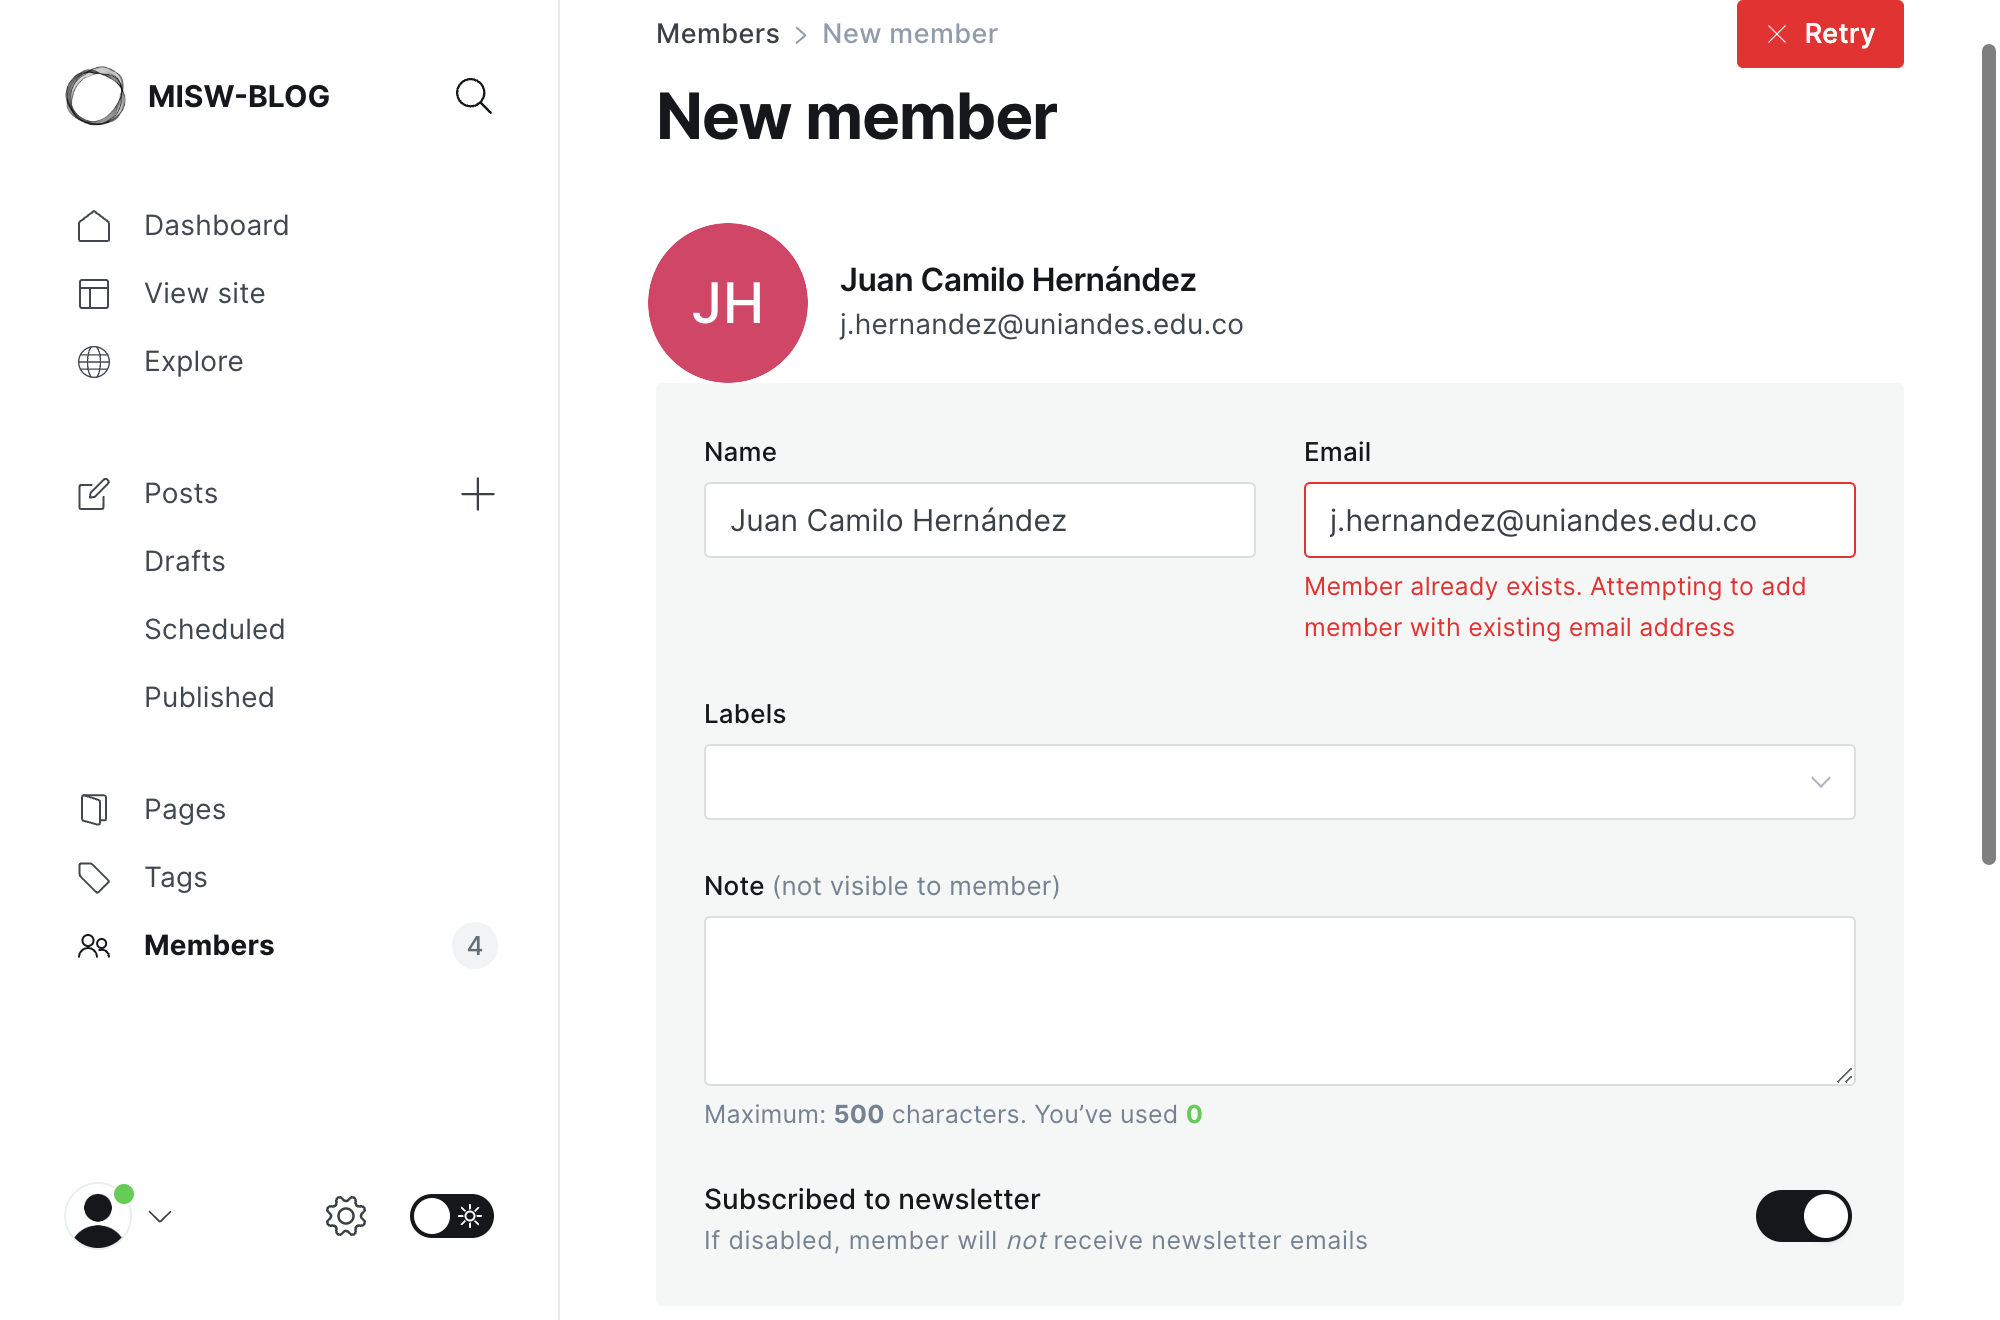 MISW-BLOG
Dashboard
View site
Explore
Posts
Drafts
Scheduled
Published
Pages
Tags
Members
4
Members > New member
Retry
New member
JH
Juan Camilo Hernández
j.hernandez@uniandes.edu.co
Name
Juan Camilo Hernández
Email
j.hernandez@uniandes.edu.co
Member already exists. Attempting to add
member with existing email address
Labels
Note (not visible to member)
Maximum: 500 characters. You’ve used 0
Subscribed to newsletter
If disabled, member will not receive newsletter emails